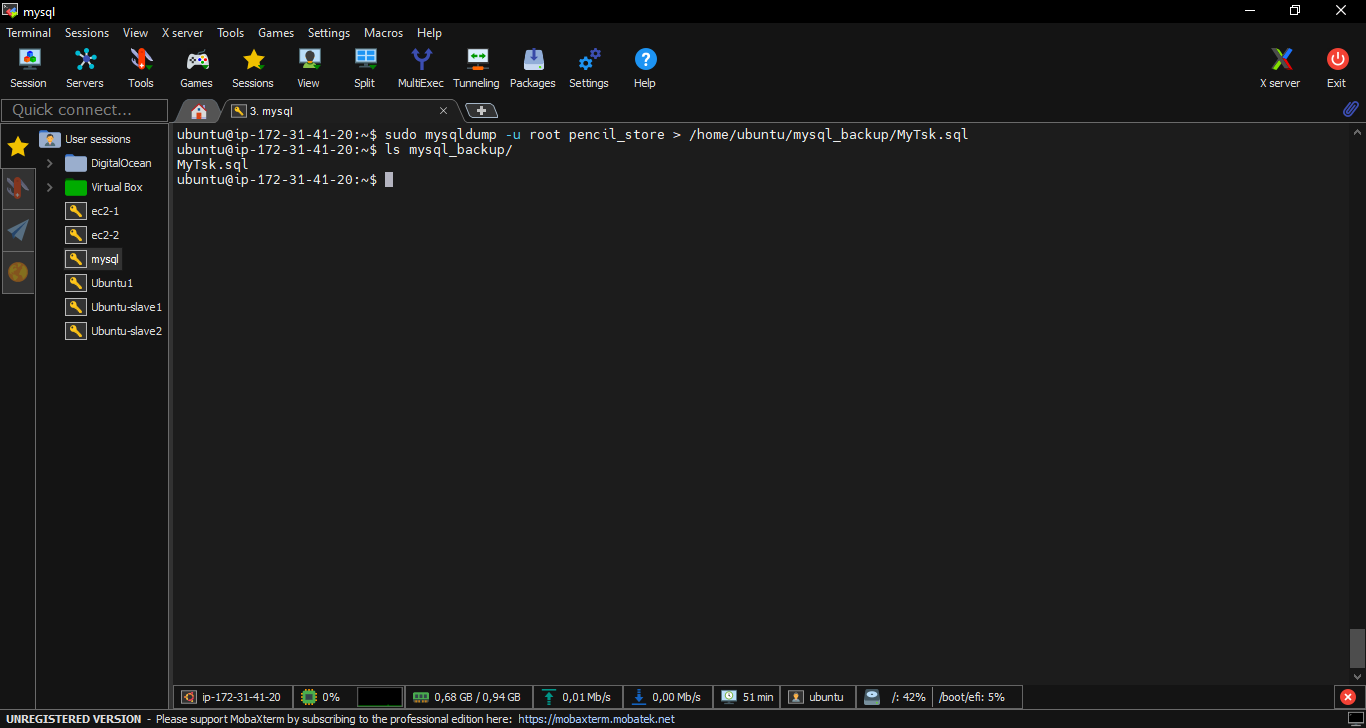 mysql
Terminal Sessions View X server Tools Games Settings Macros Help
Session Servers Tools Games Sessions View Split MultiExec Tunneling Packages Settings Help X server Exit
Quick connect...
3. mysql
User sessions
DigitalOcean
Virtual Box
ec2-1
ec2-2
mysql
Ubuntu1
Ubuntu-slave1
Ubuntu-slave2
ubuntu@ip-172-31-41-20:~$ sudo mysqldump -u root pencil_store > /home/ubuntu/mysql_backup/MyTsk.sql
ubuntu@ip-172-31-41-20:~$ ls mysql_backup/
MyTsk.sql
ubuntu@ip-172-31-41-20:~$
ip-172-31-41-20 0% 0,68 GB / 0,94 GB 0,01 Mb/s 0,00 Mb/s 51 min ubuntu /: 42% /boot/efi: 5%
UNREGISTERED VERSION - Please support MobaXterm by subscribing to the professional edition here: https://mobaxterm.mobatek.net